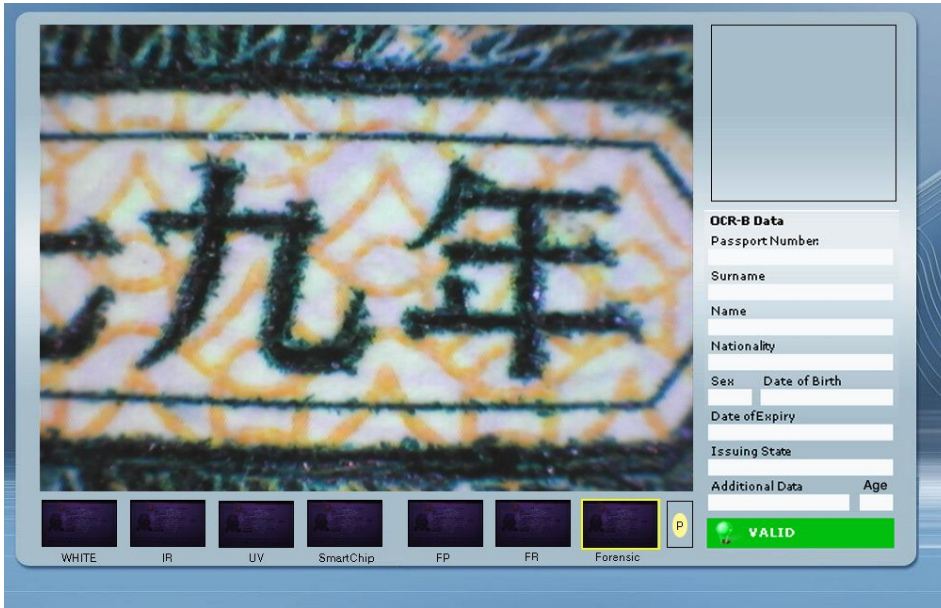 九年
OCR-B Data
Passport Number:
Surname
Name
Nationality
Sex Date of Birth
Date of Expiry
Issuing State
Additional Data Age
P
VALID
WHITE IR UV SmartChip FP FR Forensic